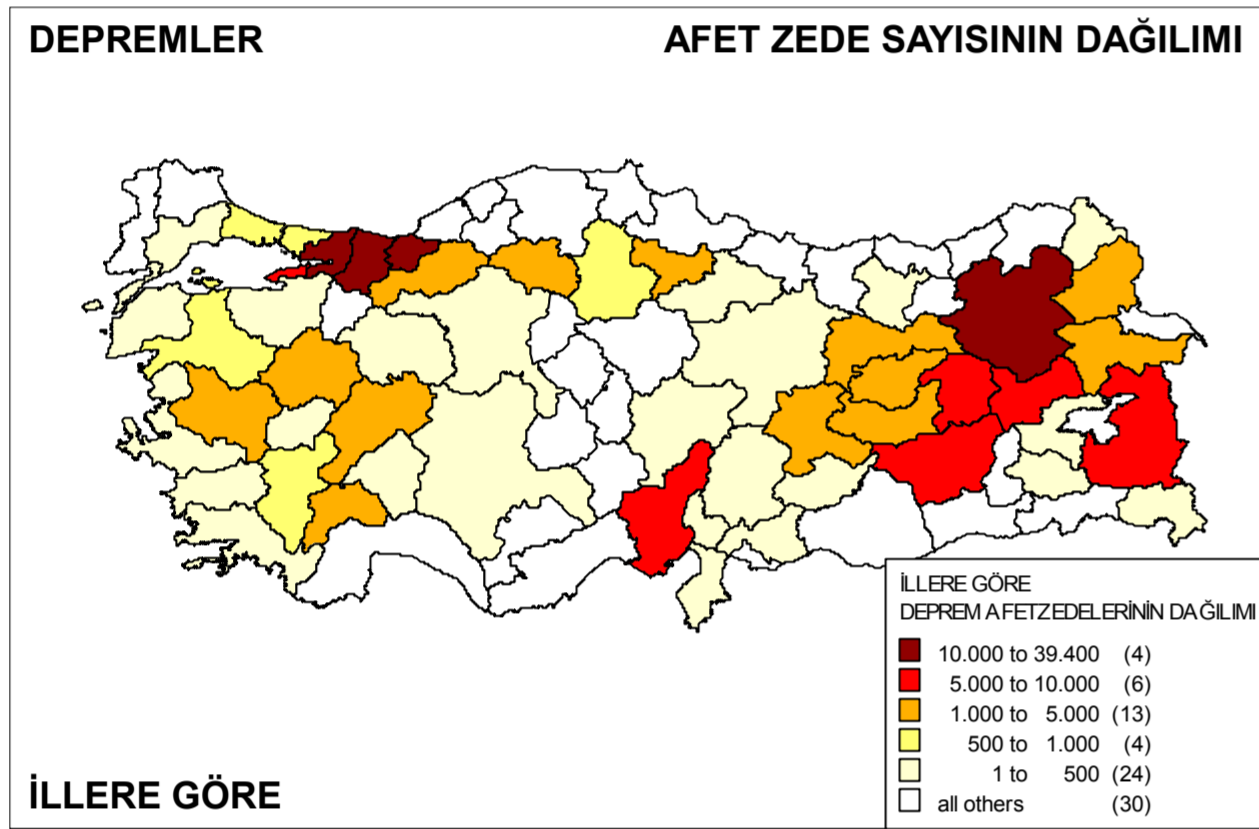 DEPREMLER
AFET ZEDE SAYISININ DAĞILIMI
İLLERE GÖRE
DEPREM AFETZEDELERİNİN DAĞILIMI
10.000 to 39.400 (4)
5.000 to 10.000 (6)
1.000 to 5.000 (13)
500 to 1.000 (4)
1 to 500 (24)
all others (30)
İLLERE GÖRE